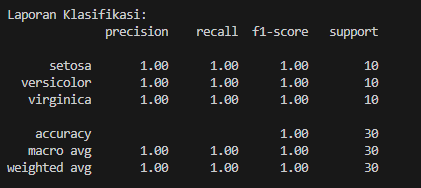 Laporan Klasifikasi:
precision recall f1-score support
setosa 1.00 1.00 1.00 10
versicolor 1.00 1.00 1.00 10
virginica 1.00 1.00 1.00 10
accuracy 1.00 30
macro avg 1.00 1.00 1.00 30
weighted avg 1.00 1.00 1.00 30